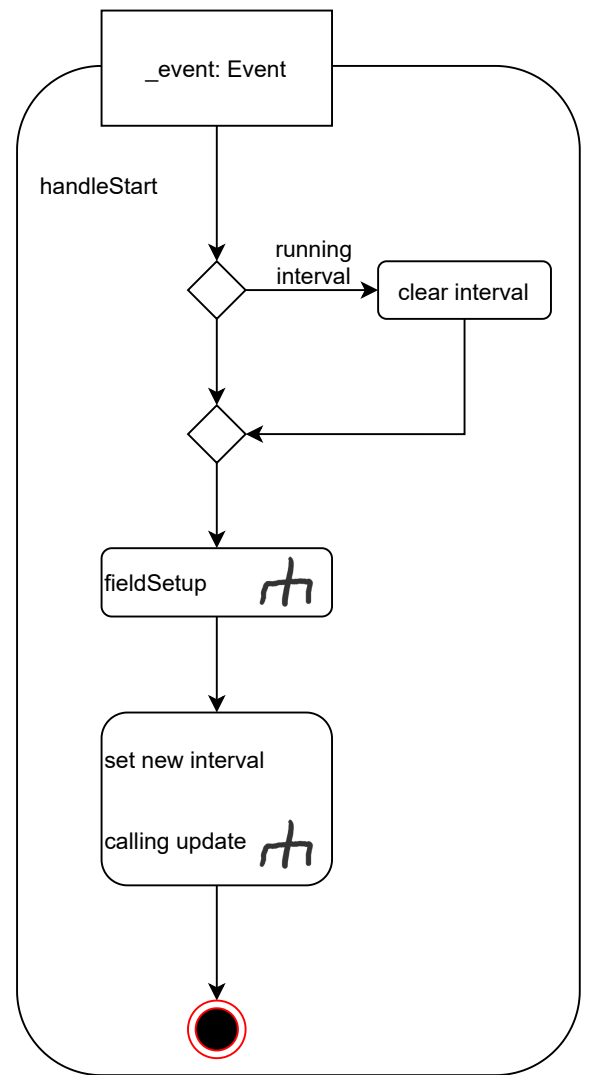 _event: Event
handleStart
running
interval
clear interval
fieldSetup
set new interval
calling update